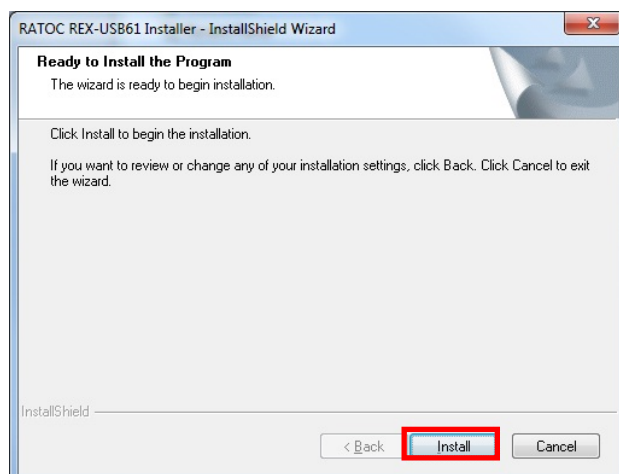 RATOC REX-USB61 Installer - InstallShield Wizard
Ready to Install the Program
The wizard is ready to begin installation.
Click Install to begin the installation.
If you want to review or change any of your installation settings, click Back. Click Cancel to exit
the wizard.
InstallShield
< Back Install Cancel